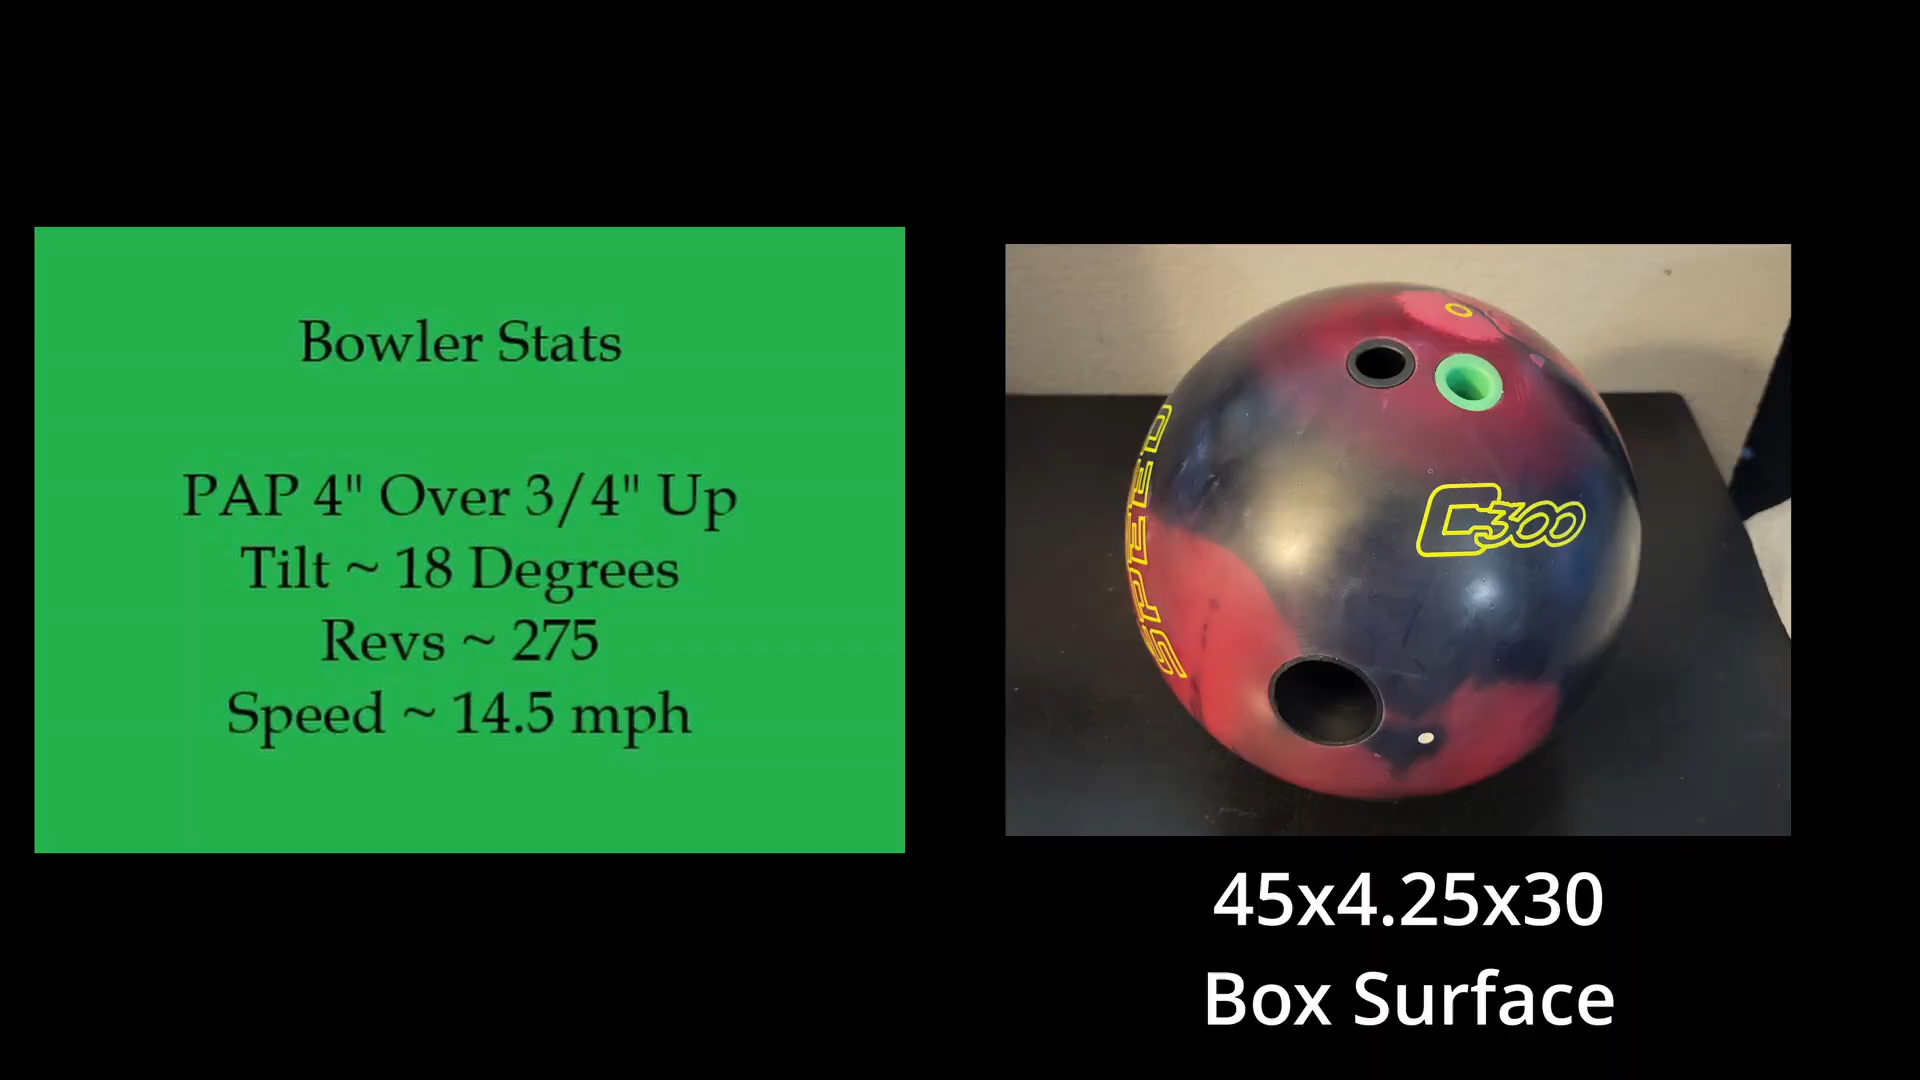 Bowler Stats
PAP 4" Over 3/4" Up
Tilt ~ 18 Degrees
Revs ~ 275
Speed ~ 14.5 mph
SPEED
C300
45x4.25x30
Box Surface